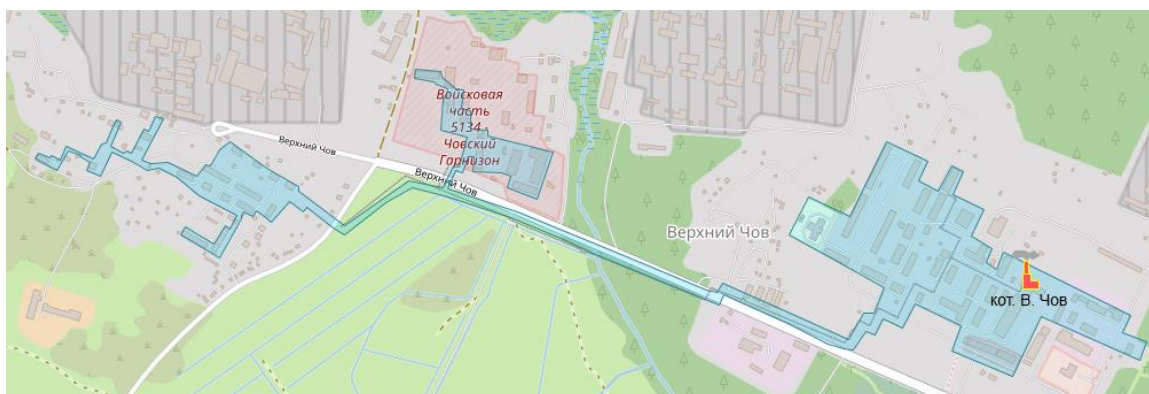 Войсковая
часть
5134 -
Човский
Гарнизон
Верхний Чов
Верхний Чов
Верхний Чов
кот. В. Чов